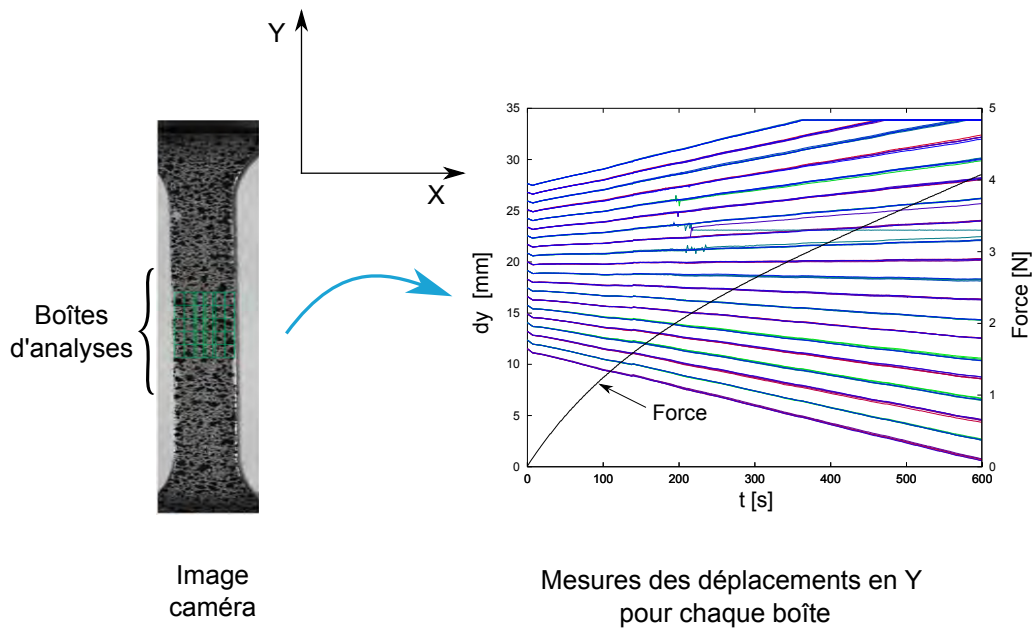 Y
X
Boîtes
d'analyses
Image
caméra
35
30
25
20
15
10
5
0
dy [mm]
5
4
3
2
1
0
Force [N]
Force
0
100
200
300
400
500
600
t [s]
Mesures des déplacements en Y
pour chaque boîte